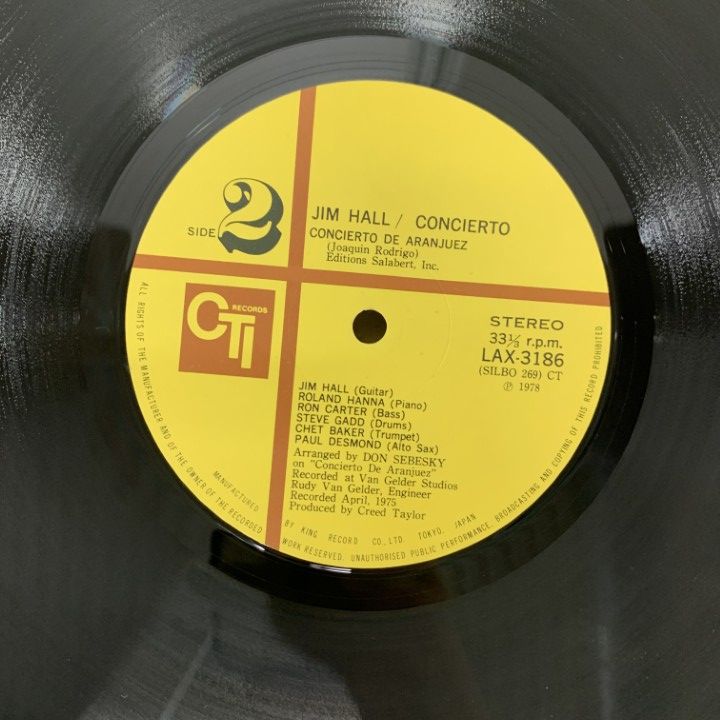 SIDE 2
JIM HALL / CONCIERTO
CONCIERTO DE ARANJUEZ
(Joaquin Rodrigo)
Editions Salabert, Inc.
CTI RECORDS
STEREO
33⅓ r.p.m.
LAX-3186
(SILBO 269) CT
Ⓟ 1978
JIM HALL (Guitar)
ROLAND HANNA (Piano)
RON CARTER (Bass)
STEVE GADD (Drums)
CHET BAKER (Trumpet)
PAUL DESMOND (Alto Sax)
Arranged by DON SEBESKY
on "Concierto De Aranjuez"
Recorded at Van Gelder Studios
Rudy Van Gelder, Engineer
Recorded April, 1975
Produced by Creed Taylor
MANUFACTURED BY KING RECORD CO., LTD. TOKYO, JAPAN
ALL RIGHTS OF THE MANUFACTURER AND OF THE OWNER OF THE RECORDED WORK RESERVED. UNAUTHORISED PUBLIC PERFORMANCE, BROADCASTING AND COPYING OF THIS RECORD PROHIBITED